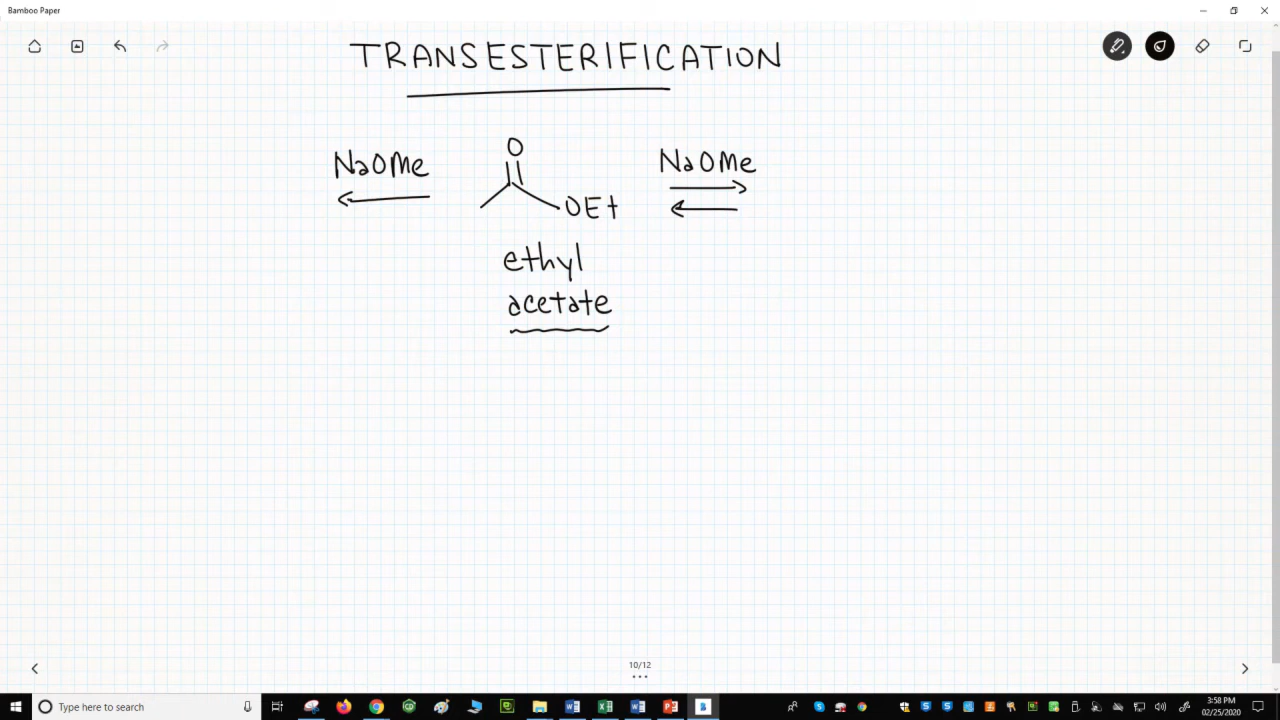 Bamboo Paper
TRANSESTERIFICATION
NaOMe
O
OEt
NaOMe
ethyl
acetate
10/12
Type here to search
3:58 PM
02/25/2020